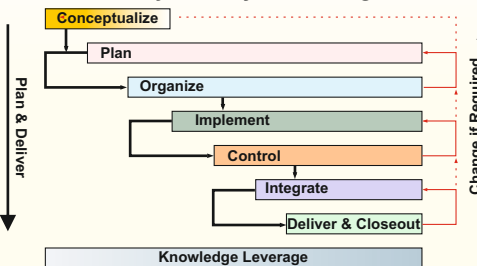 Conceptualize
Plan
Organize
Implement
Control
Integrate
Deliver & Closeout
Knowledge Leverage
Plan & Deliver
Change if Required